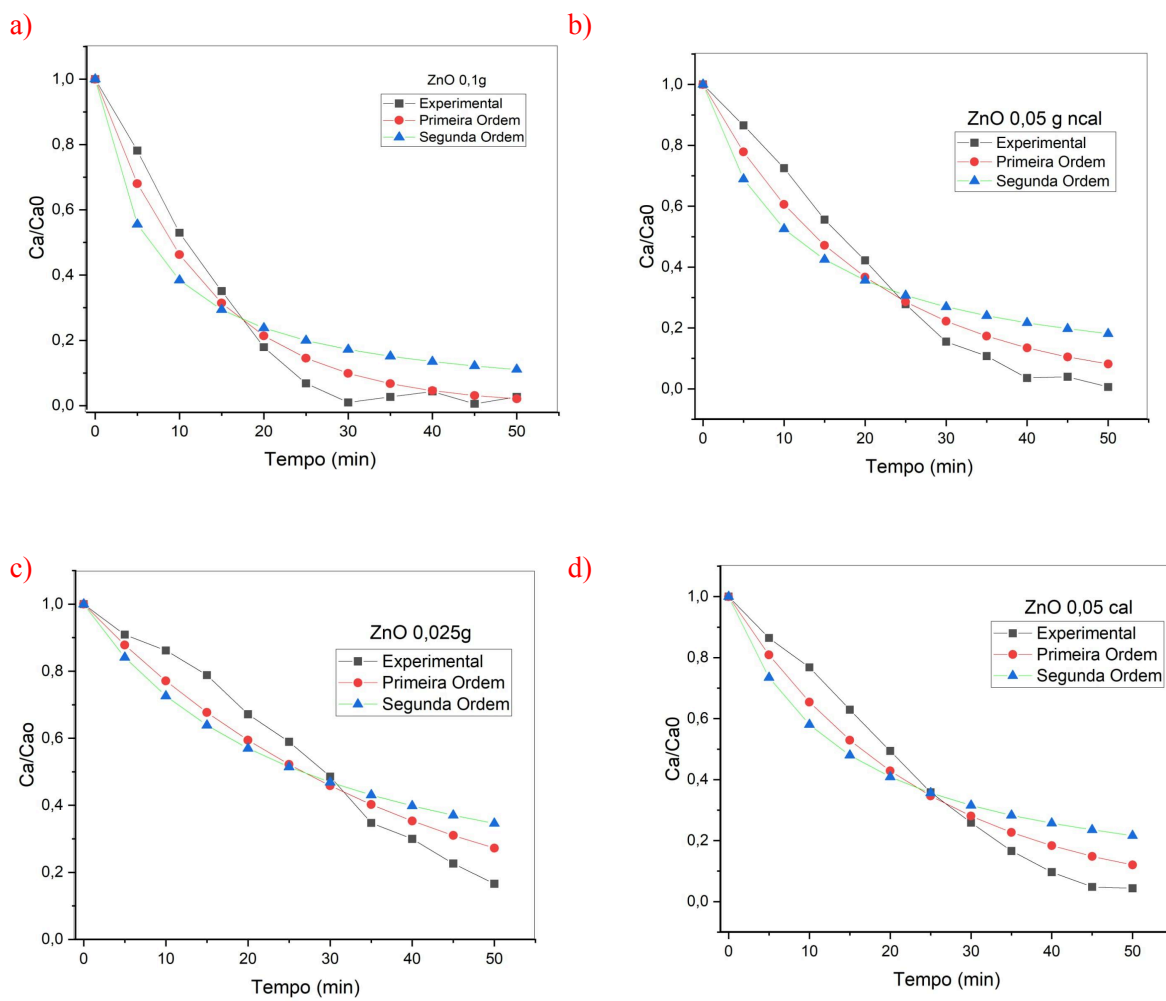 a)
ZnO 0,1g
Experimental
Primeira Ordem
Segunda Ordem
1,0
0,8
0,6
0,4
0,2
0,0
Ca/Ca0
0 10 20 30 40 50
Tempo (min)
b)
ZnO 0,05 g ncal
Experimental
Primeira Ordem
Segunda Ordem
1,0
0,8
0,6
0,4
0,2
0,0
Ca/Ca0
0 10 20 30 40 50
Tempo (min)
c)
ZnO 0,025g
Experimental
Primeira Ordem
Segunda Ordem
1,0
0,8
0,6
0,4
0,2
0,0
Ca/Cao
0 10 20 30 40 50
Tempo (min)
d)
ZnO 0,05 cal
Experimental
Primeira Ordem
Segunda Ordem
1,0
0,8
0,6
0,4
0,2
0,0
Ca/Ca0
0 10 20 30 40 50
Tempo (min)